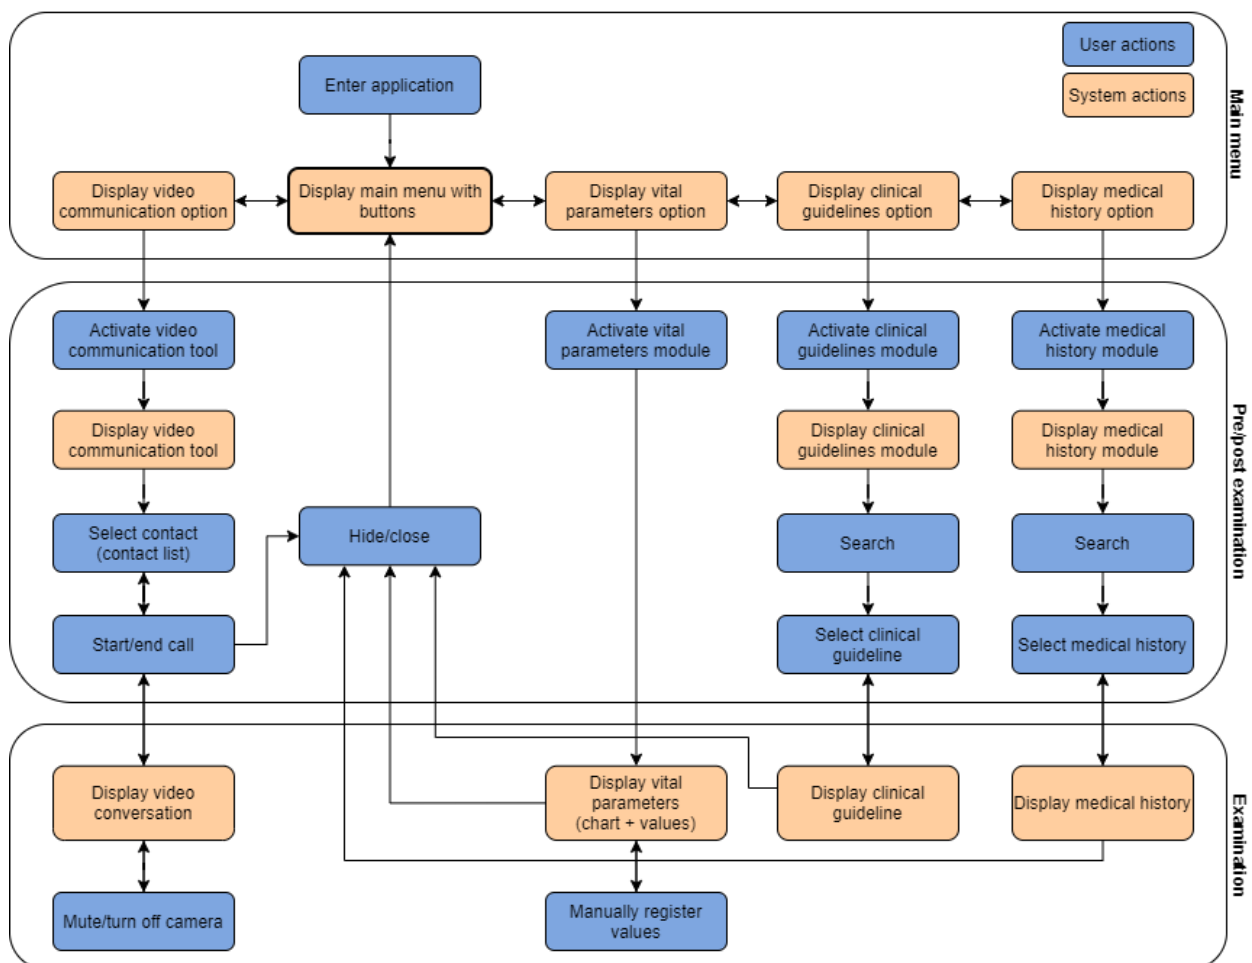 User actions
System actions
Main menu
Enter application
Display video
communication option
Display main menu with
buttons
Display vital
parameters option
Display clinical
guidelines option
Display medical
history option
Pre/post examination
Activate video
communication tool
Activate vital
parameters module
Activate clinical
guidelines module
Activate medical
history module
Display video
communication tool
Display clinical
guidelines module
Display medical
history module
Select contact
(contact list)
Hide/close
Search
Search
Start/end call
Select clinical
guideline
Select medical history
Examination
Display video
conversation
Display vital
parameters
(chart + values)
Display clinical
guideline
Display medical history
Mute/turn off camera
Manually register
values